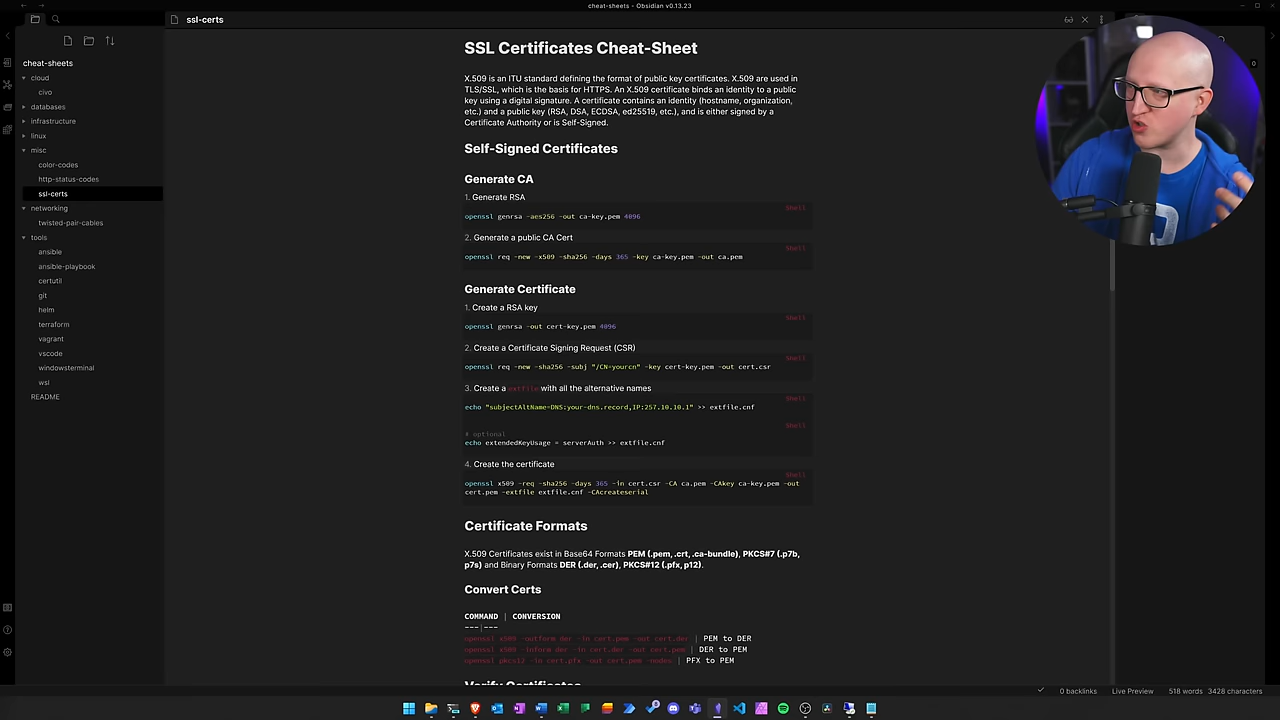 cheat-sheets - Obsidian v0.13.23
ssl-certs
cheat-sheets
cloud
civo
databases
infrastructure
linux
misc
color-codes
http-status-codes
ssl-certs
networking
twisted-pair-cables
tools
ansible
ansible-playbook
certutil
git
helm
terraform
vagrant
vscode
windowsterminal
wsl
README
SSL Certificates Cheat-Sheet
X.509 is an ITU standard defining the format of public key certificates. X.509 are used in
TLS/SSL, which is the basis for HTTPS. An X.509 certificate binds an identity to a public
key using a digital signature. A certificate contains an identity (hostname, organization,
etc.) and a public key (RSA, DSA, ECDSA, ed25519, etc.), and is either signed by a
Certificate Authority or is Self-Signed.
Self-Signed Certificates
Generate CA
1. Generate RSA
Shell
openssl genrsa -aes256 -out ca-key.pem 4096
2. Generate a public CA Cert
Shell
openssl req -new -x509 -sha256 -days 365 -key ca-key.pem -out ca.pem
Generate Certificate
1. Create a RSA key
Shell
openssl genrsa -out cert-key.pem 4096
2. Create a Certificate Signing Request (CSR)
Shell
openssl req -new -sha256 -subj "/CN=yourcn" -key cert-key.pem -out cert.csr
3. Create a extfile with all the alternative names
Shell
echo "subjectAltName=DNS:your-dns.record,IP:257.10.10.1" >> extfile.cnf
Shell
# optional
echo extendedKeyUsage = serverAuth >> extfile.cnf
4. Create the certificate
Shell
openssl x509 -req -sha256 -days 365 -in cert.csr -CA ca.pem -CAkey ca-key.pem -out
cert.pem -extfile extfile.cnf -CAcreateserial
Certificate Formats
X.509 Certificates exist in Base64 Formats PEM (.pem, .crt, .ca-bundle), PKCS#7 (.p7b,
p7s) and Binary Formats DER (.der, .cer), PKCS#12 (.pfx, p12).
Convert Certs
COMMAND | CONVERSION
---|---
openssl x509 -outform der -in cert.pem -out cert.der | PEM to DER
openssl x509 -inform der -in cert.der -out cert.pem | DER to PEM
openssl pkcs12 -in cert.pfx -out cert.pem -nodes | PFX to PEM
Verify Certificates
0
0 backlinks
Live Preview
518 words
3428 characters